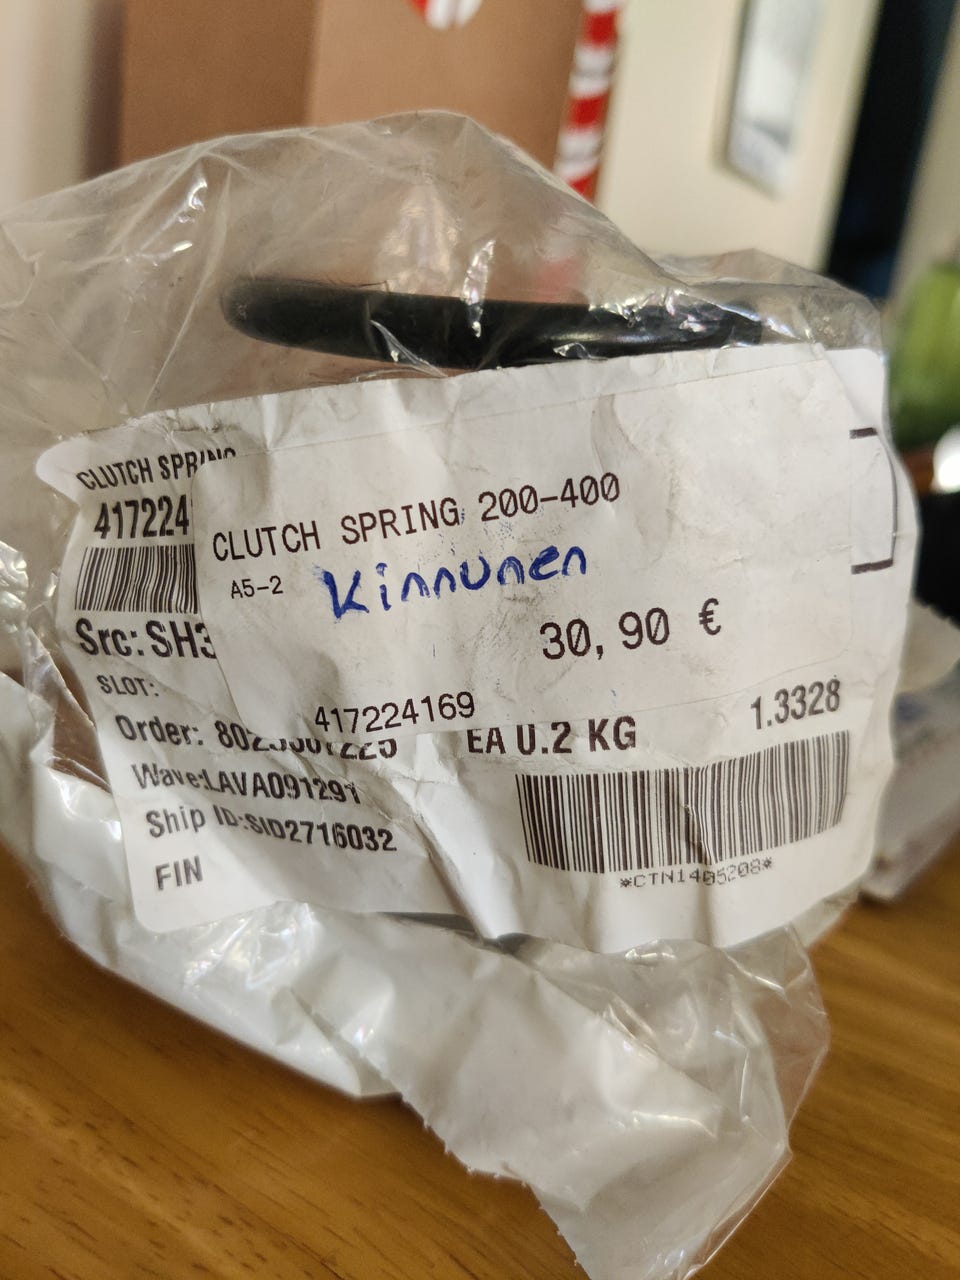 CLUTCH SPRING
417224
CLUTCH SPRING 200-400
A5-2
Kinnunen
30,90 €
417224169
Src: SH3
SLOT:
Order:
EA 0.2 KG
1.3328
Wave:LAVA091291
Ship ID:SID2716032
FIN
*CTN1405208*